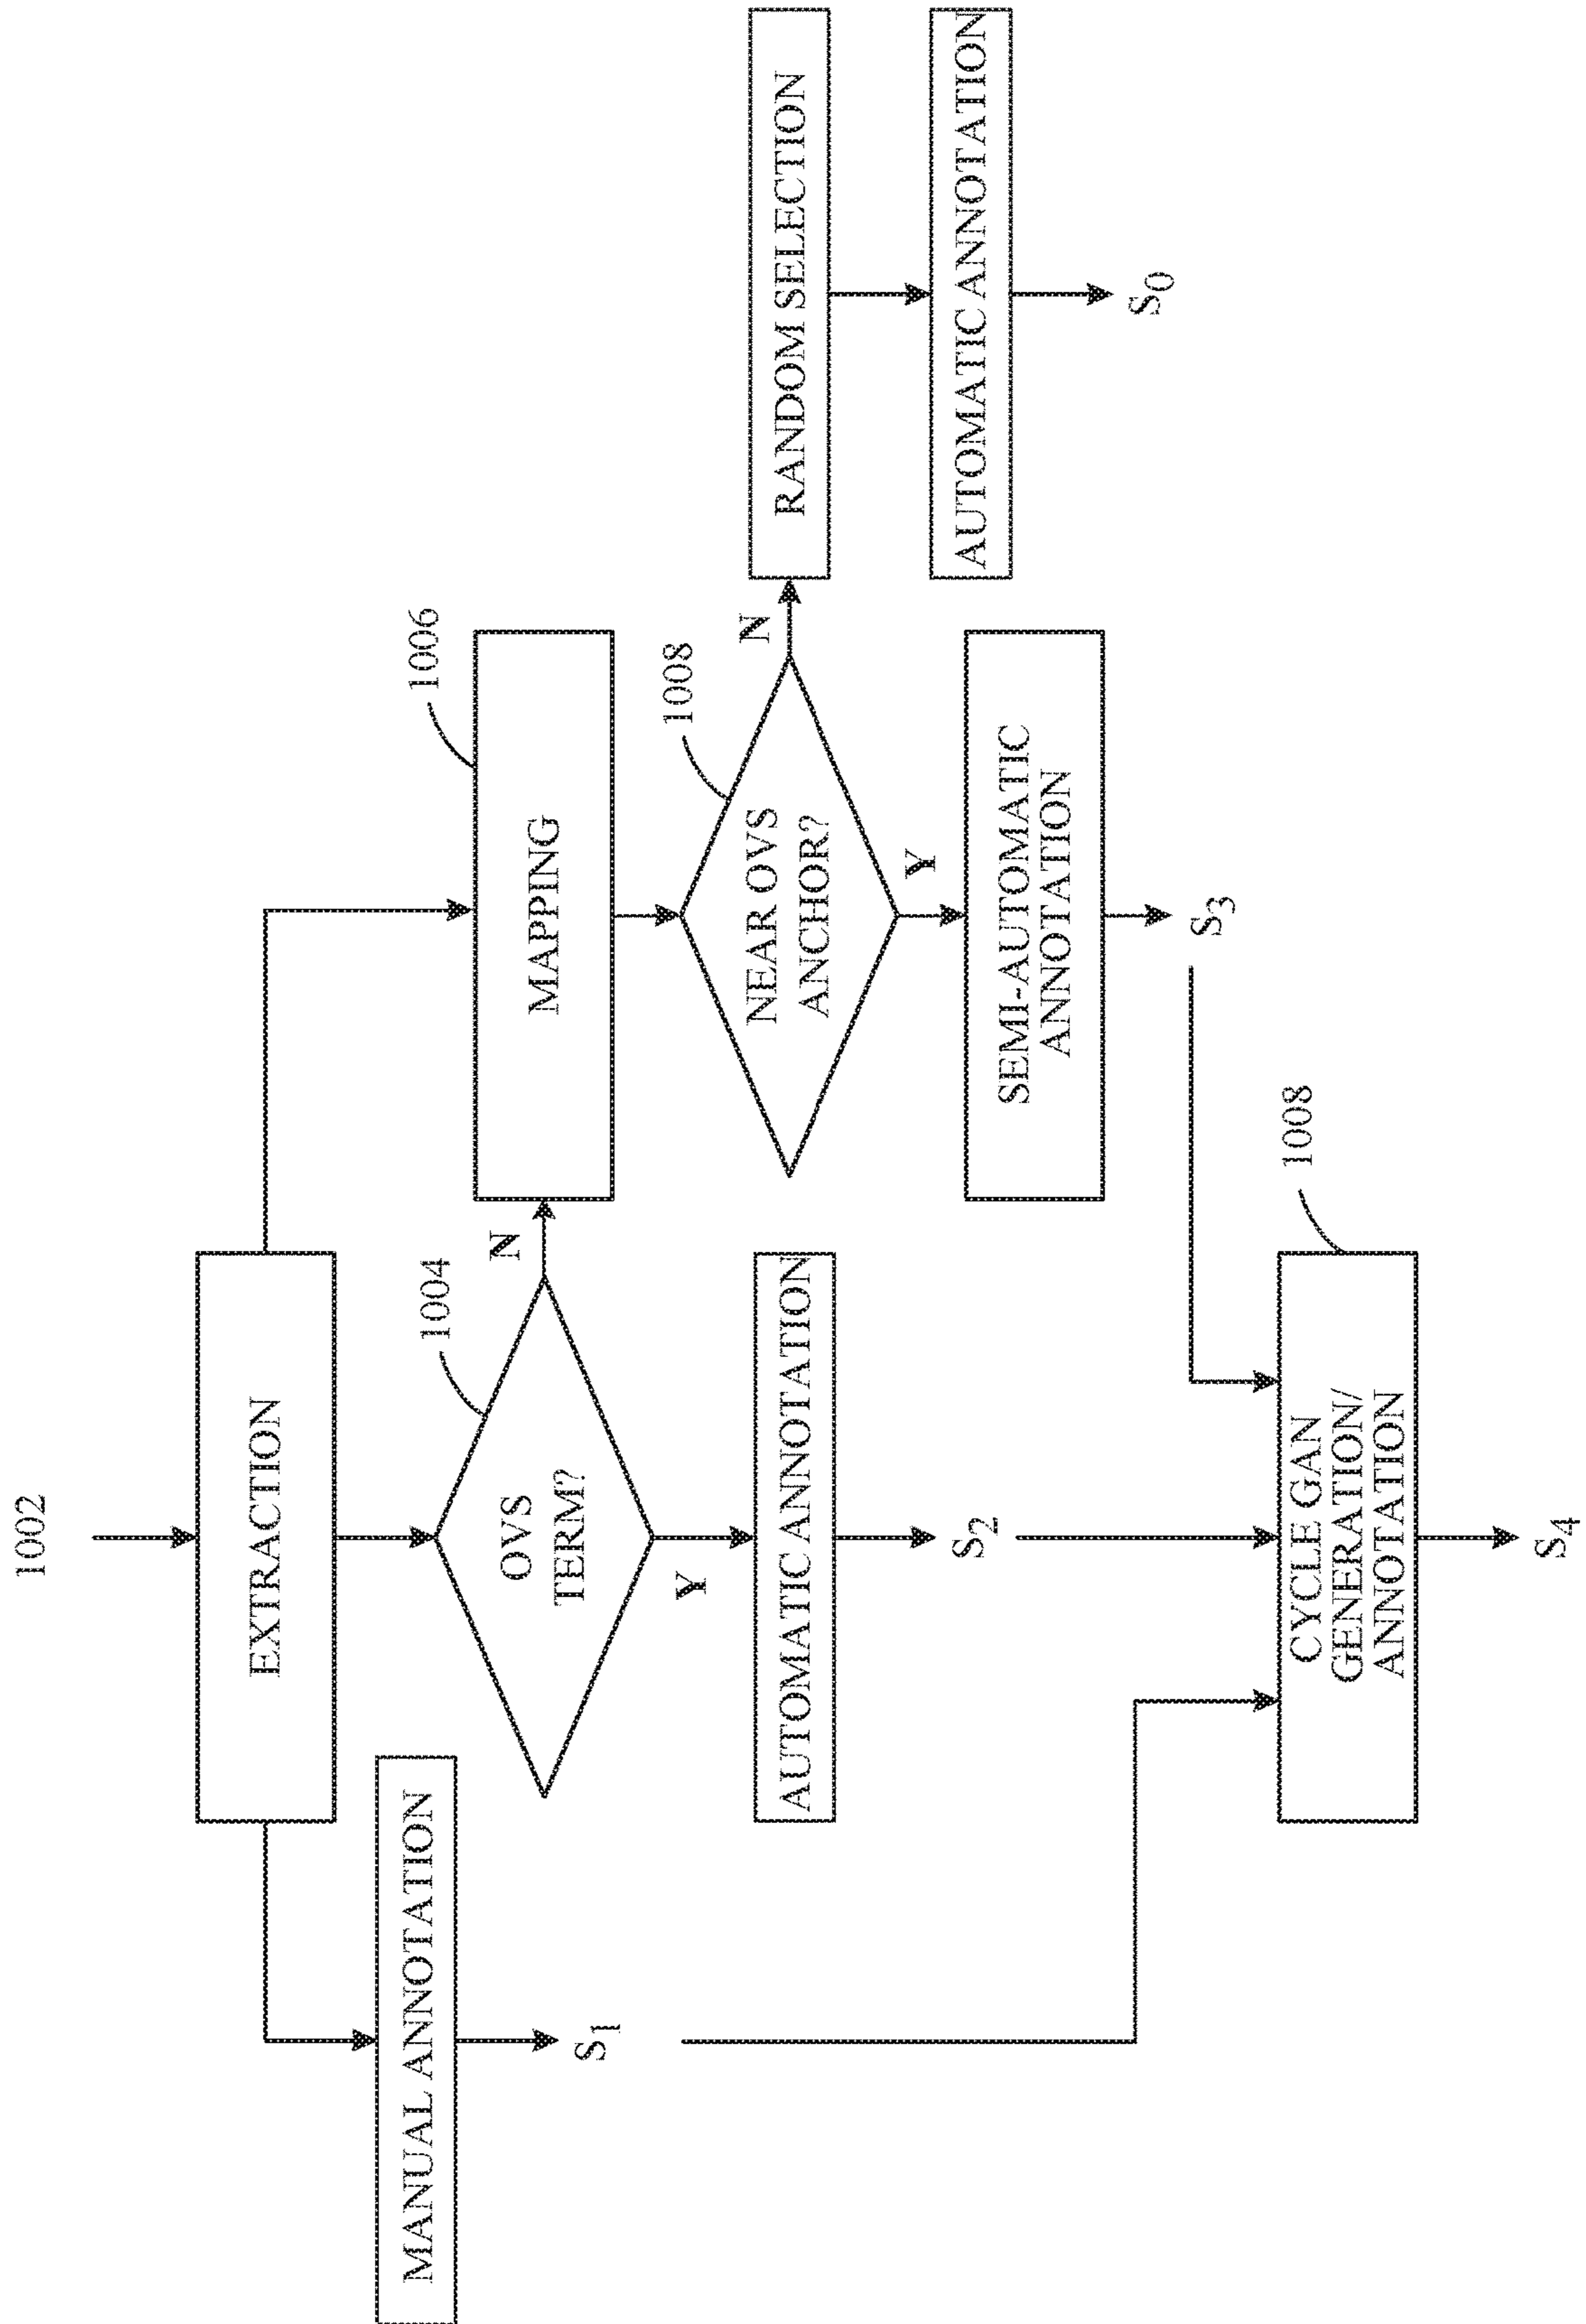 1002
EXTRACTION
MANUAL ANNOTATION
S1
1004
OVS
TERM?
N
Y
AUTOMATIC ANNOTATION
S2
1006
MAPPING
1008
NEAR OVS
ANCHOR?
N
Y
SEMI-AUTOMATIC
ANNOTATION
S3
RANDOM SELECTION
AUTOMATIC ANNOTATION
S0
1008
CYCLE GAN
GENERATION/
ANNOTATION
S4